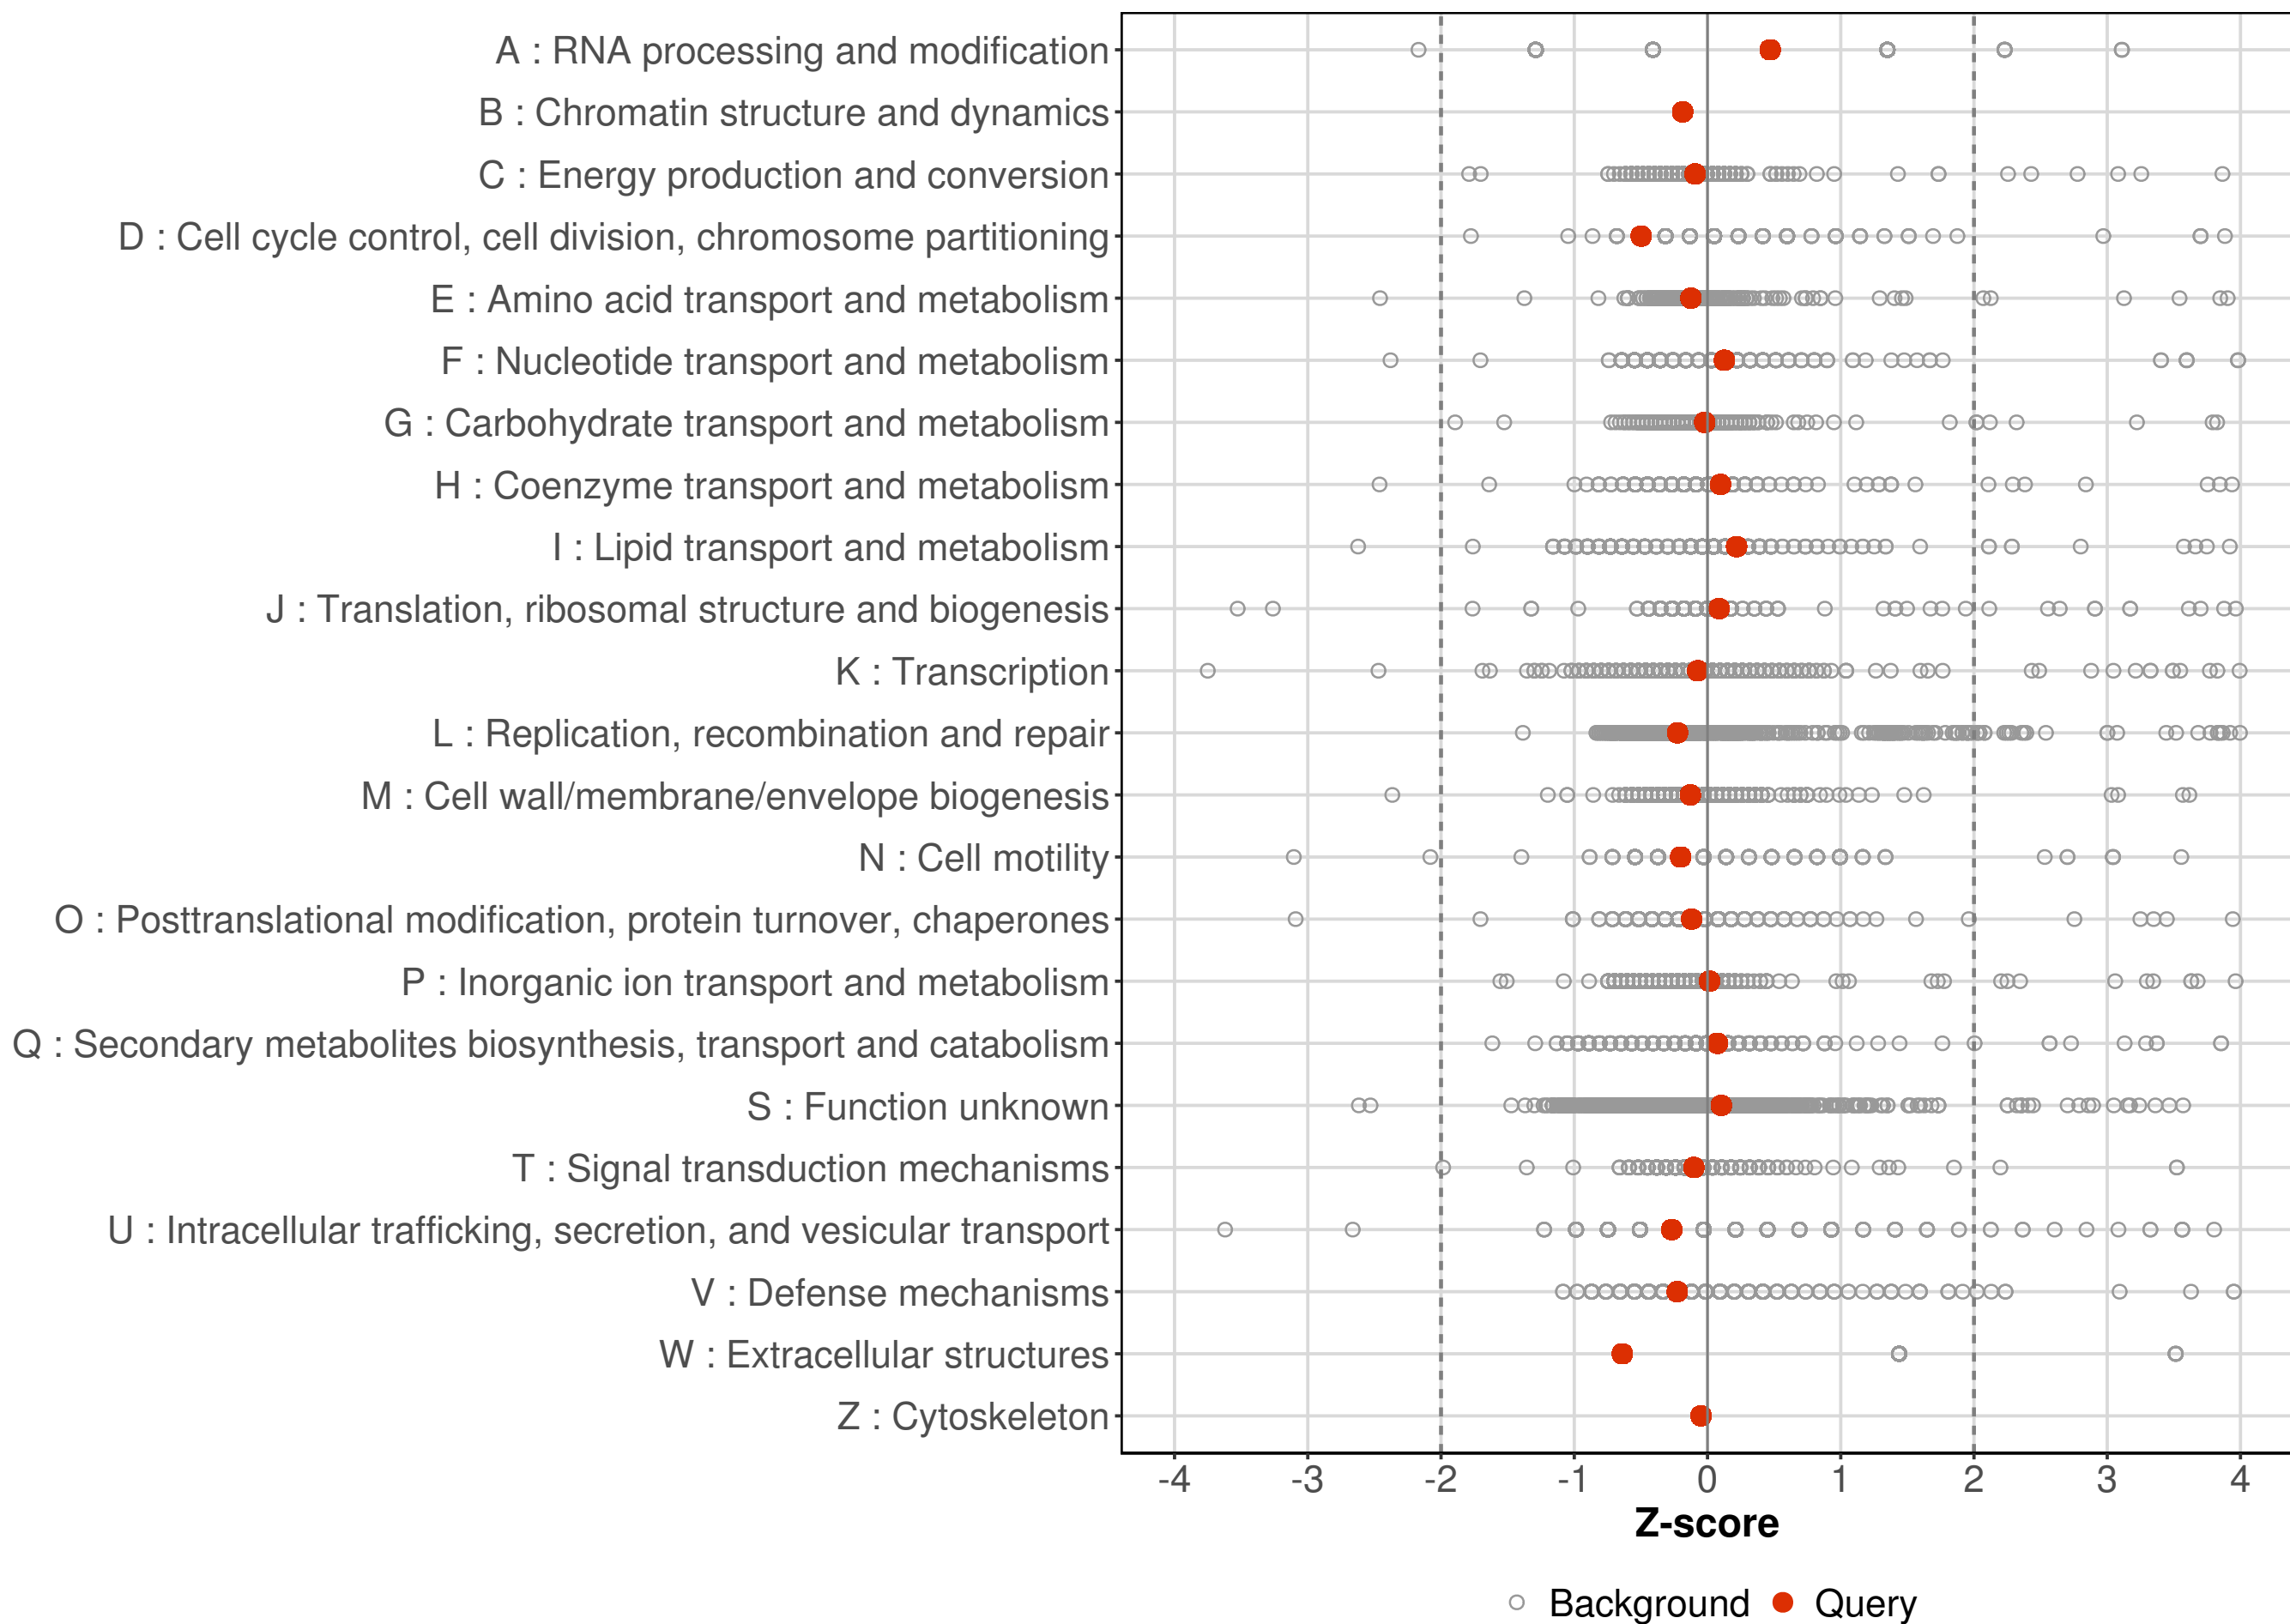 A : RNA processing and modification
B : Chromatin structure and dynamics
C : Energy production and conversion
D : Cell cycle control, cell division, chromosome partitioning
E : Amino acid transport and metabolism
F : Nucleotide transport and metabolism
G : Carbohydrate transport and metabolism
H : Coenzyme transport and metabolism
I : Lipid transport and metabolism
J : Translation, ribosomal structure and biogenesis
K : Transcription
L : Replication, recombination and repair
M : Cell wall/membrane/envelope biogenesis
N : Cell motility
O : Posttranslational modification, protein turnover, chaperones
P : Inorganic ion transport and metabolism
Q : Secondary metabolites biosynthesis, transport and catabolism
S : Function unknown
T : Signal transduction mechanisms
U : Intracellular trafficking, secretion, and vesicular transport
V : Defense mechanisms
W : Extracellular structures
Z : Cytoskeleton
-4 -3 -2 -1 0 1 2 3 4
Z-score
Background Query